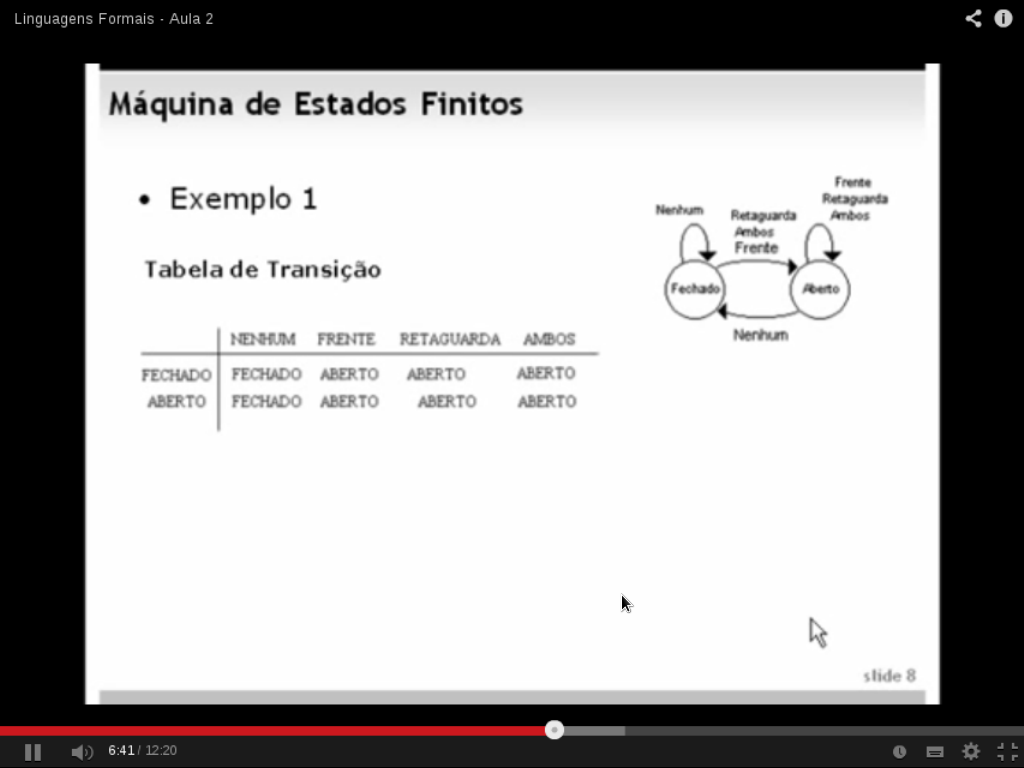 Linguagens Formais - Aula 2
Máquina de Estados Finitos
• Exemplo 1
Tabela de Transição
NENHUM FRENTE RETAGUARDA AMBOS
FECHADO FECHADO ABERTO ABERTO ABERTO
ABERTO FECHADO ABERTO ABERTO ABERTO
Nenhum
Retaguarda
Ambos
Frente
Frente
Retaguarda
Ambos
Fechado
Aberto
Nenhum
slide 8
6:41 / 12:20